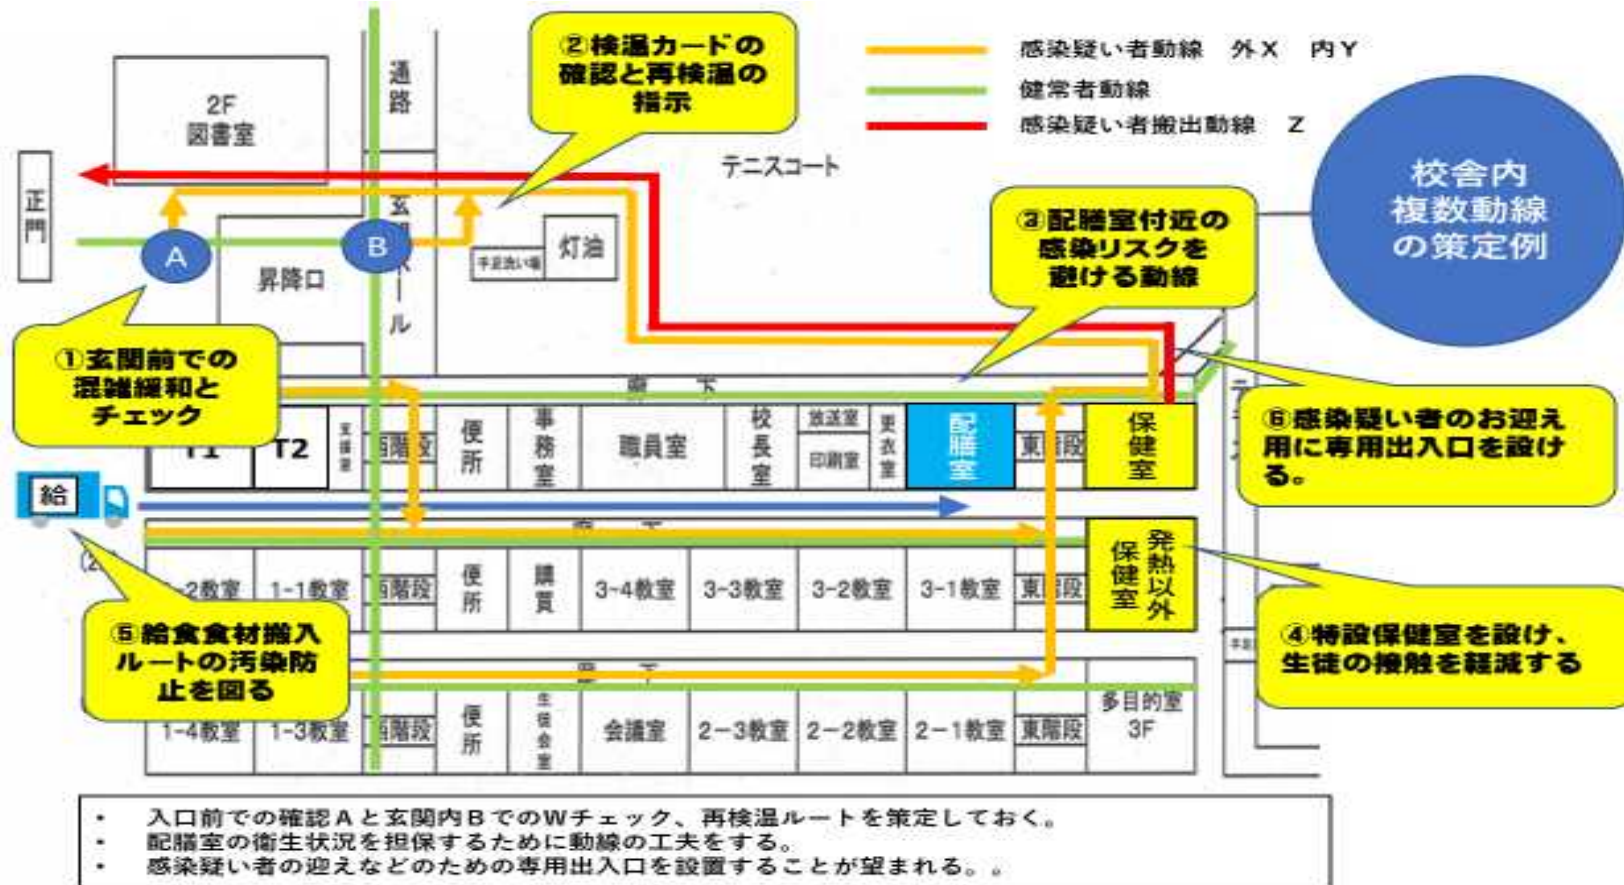 感染疑い者動線 外X 内Y
健常者動線
感染疑い者搬出動線 Z
校舎内
複数動線
の策定例
②検温カードの
確認と再検温の
指示
通路
2F
図書室
正門
テニスコート
A
B
昇降口
手足洗い場
灯油
③配膳室付近の
感染リスクを
避ける動線
①玄関前での
混雑緩和と
チェック
廊 下
T1
T2
西階段
便所
事務室
職員室
校長室
放送室
印刷室
更衣室
配膳室
東階段
保健室
⑥感染疑い者のお迎え
用に専用出入口を設け
る。
給
1-1教室
西階段
便所
購買
3-4教室
3-3教室
3-2教室
3-1教室
東階段
発熱以外
保健室
⑤給食食材搬入
ルートの汚染防
止を図る
④特設保健室を設け、
生徒の接触を軽減する
1-4教室
1-3教室
西階段
便所
生徒会室
会議室
2-3教室
2-2教室
2-1教室
東階段
多目的室
3F
・ 入口前での確認Aと玄関内BでのWチェック、再検温ルートを策定しておく。
・ 配膳室の衛生状況を担保するために動線の工夫をする。
・ 感染疑い者の迎えなどのための専用出入口を設置することが望まれる。。